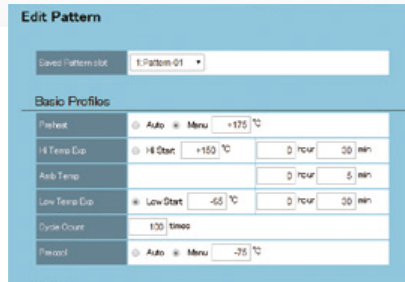 Edit Pattern
Saved Pattern slot 1:Pattern-01
Basic Profiles
Preheat Auto Menu +175 °C
Hi Temp Exp Hi Start +150 °C 0 hour 30 min
Amb Temp 0 hour 5 min
Low Temp Exp Low Start -65 °C 0 hour 30 min
Cycle Count 100 times
Precool Auto Menu -75 °C